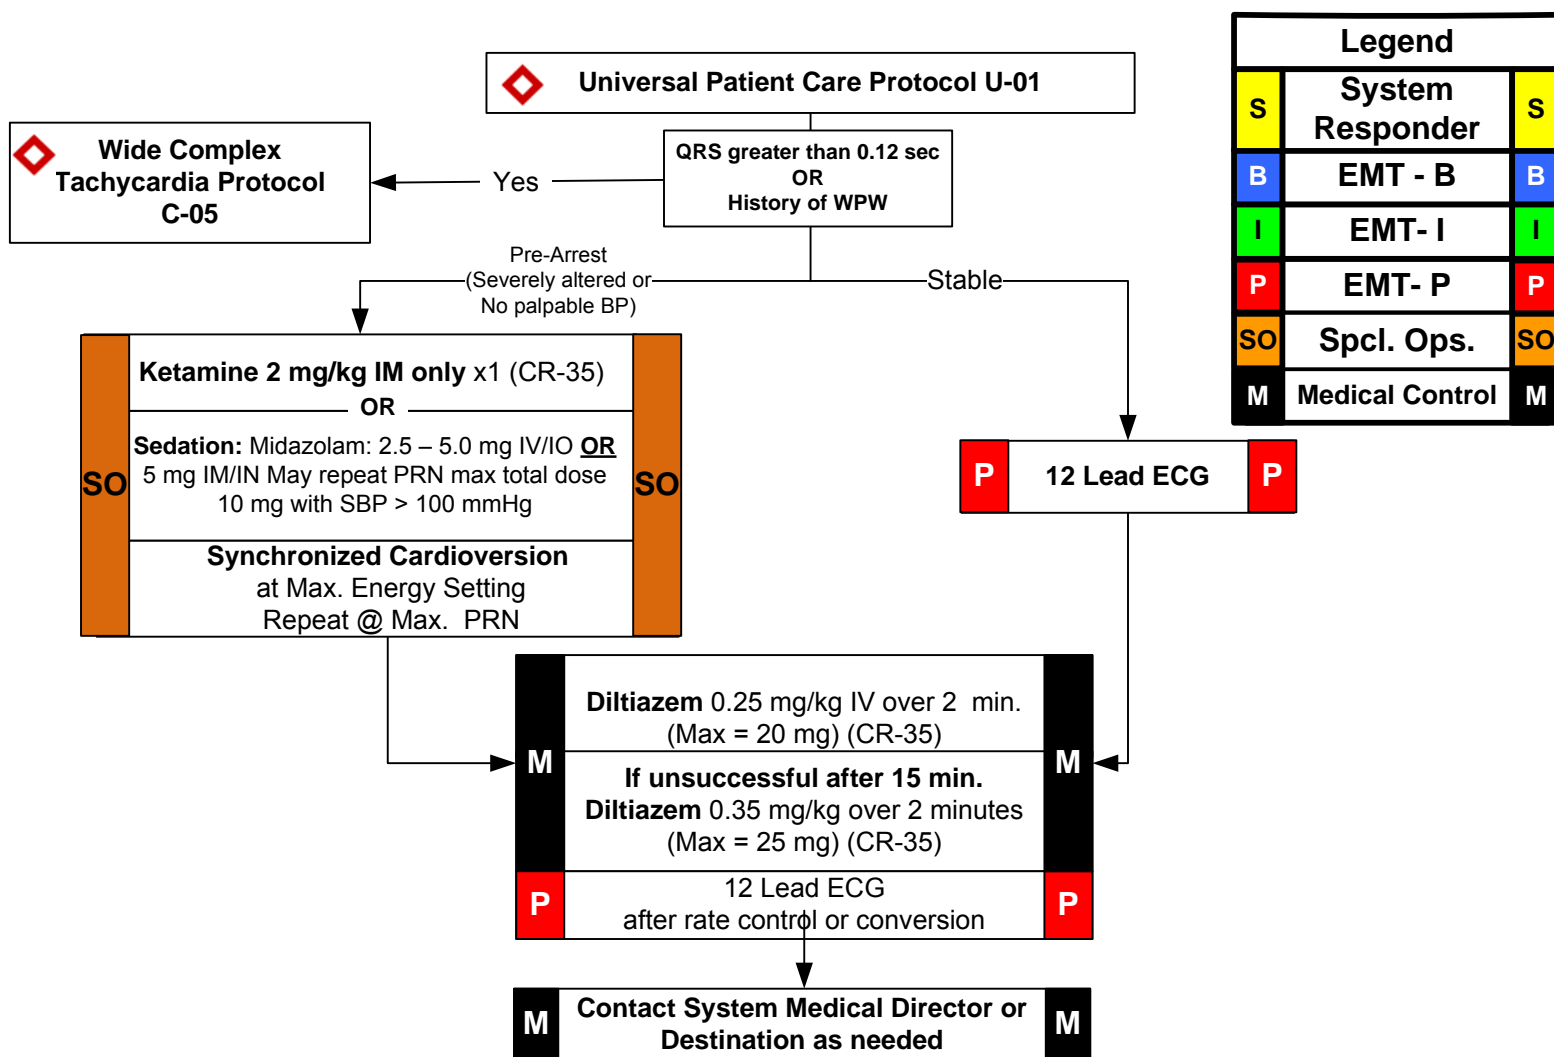 Universal Patient Care Protocol U-01
Wide Complex
Tachycardia Protocol
C-05
Yes
QRS greater than 0.12 sec
OR
History of WPW
Pre-Arrest
(Severely altered or
No palpable BP)
Stable
SO
Ketamine 2 mg/kg IM only x1 (CR-35)
OR
Sedation: Midazolam: 2.5 – 5.0 mg IV/IO OR
5 mg IM/IN May repeat PRN max total dose
10 mg with SBP > 100 mmHg
Synchronized Cardioversion
at Max. Energy Setting
Repeat @ Max. PRN
SO
P 12 Lead ECG P
M
Diltiazem 0.25 mg/kg IV over 2 min.
(Max = 20 mg) (CR-35)
If unsuccessful after 15 min.
Diltiazem 0.35 mg/kg over 2 minutes
(Max = 25 mg) (CR-35)
M
P
12 Lead ECG
after rate control or conversion
P
M
Contact System Medical Director or
Destination as needed
M
Legend
S
System
Responder
S
B EMT - B B
I EMT- I I
P EMT- P P
SO Spcl. Ops. SO
M Medical Control M